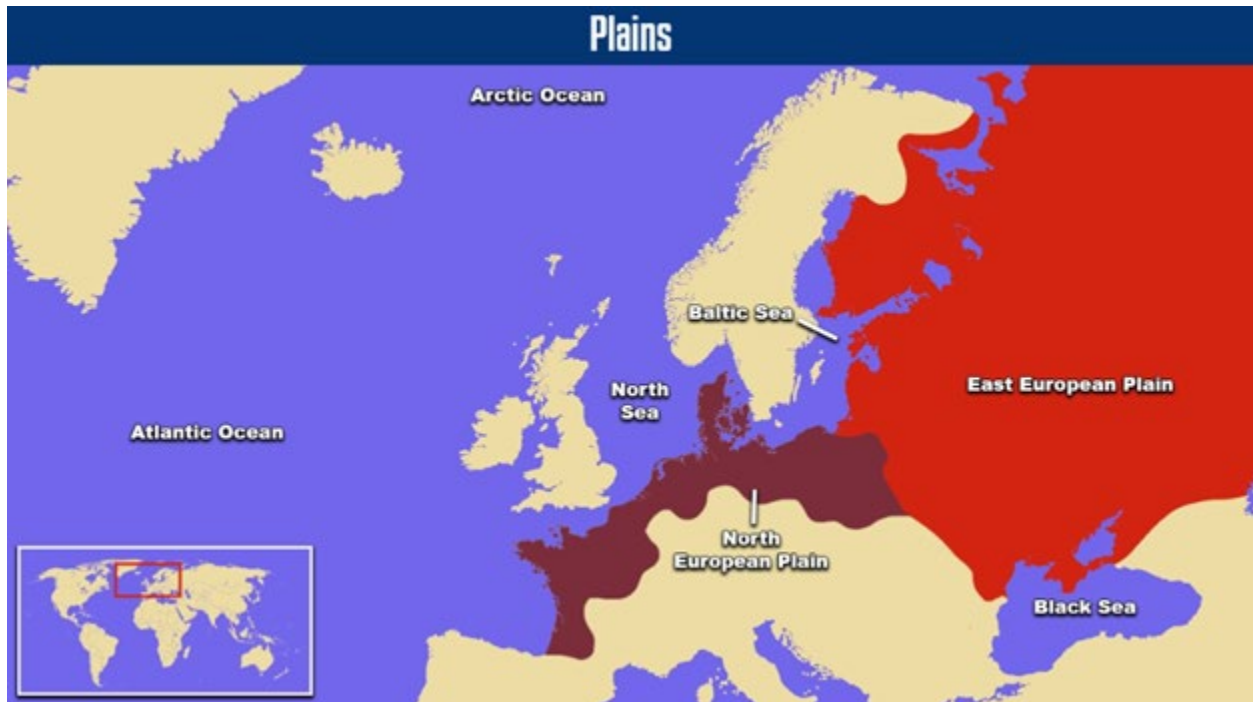 Plains
Arctic Ocean
Baltic Sea
North
Sea
East European Plain
Atlantic Ocean
North
European Plain
Black Sea